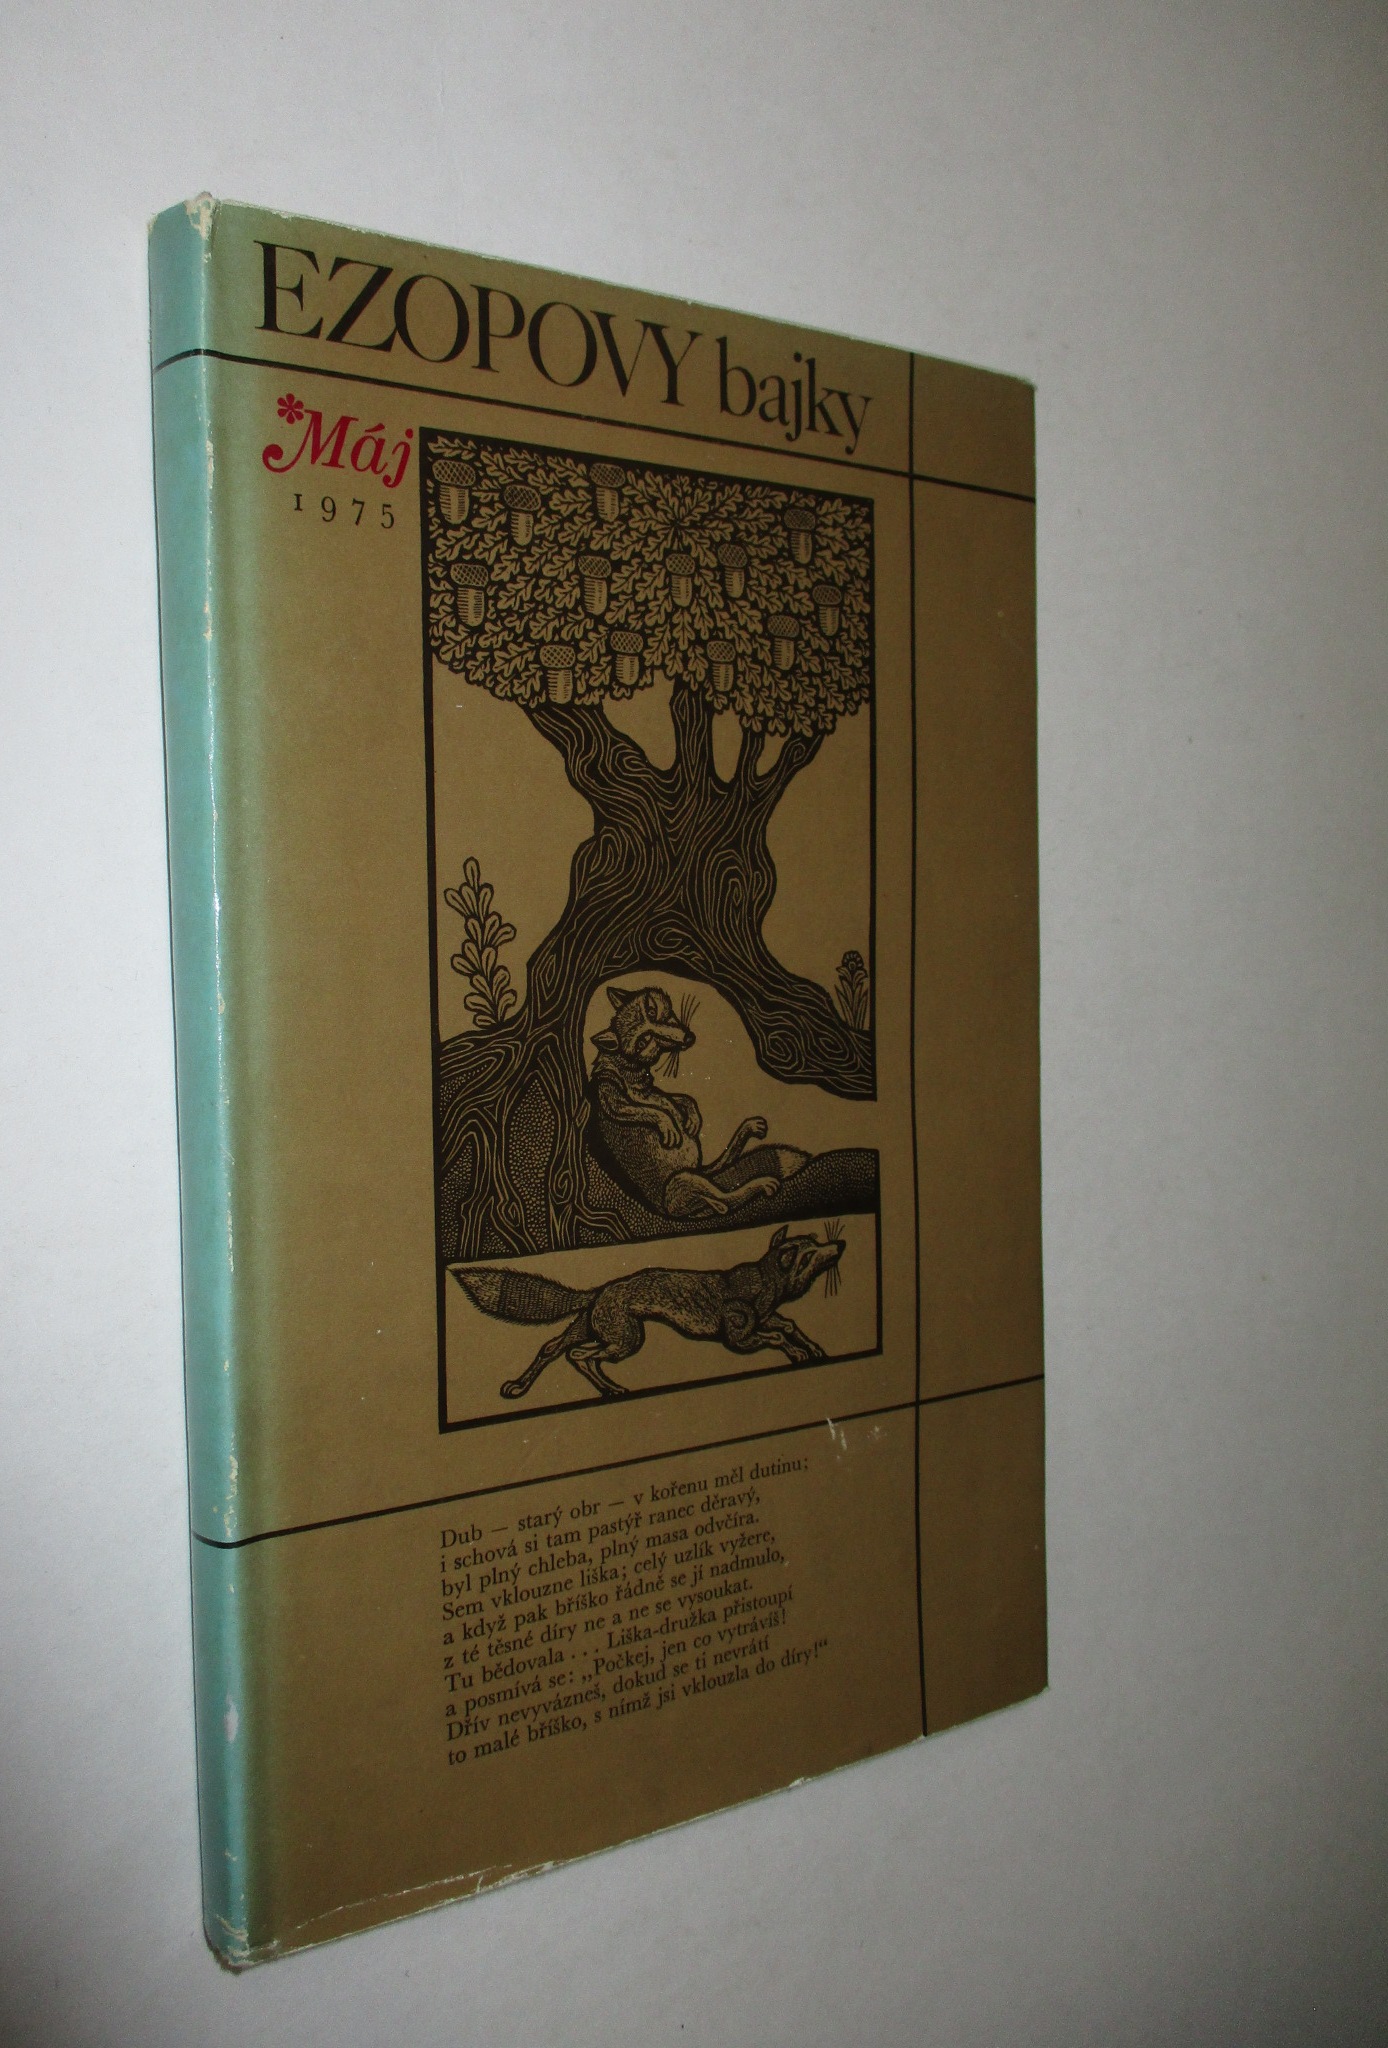 EZOPOVY bajky
*Máj
1975
Dub — starý obr — v kořenu měl dutinu;
i schová si tam pastýř ranec děravý,
byl plný chleba, plný masa odvčíra.
Sem vklouzne liška; celý uzlík vyžere,
a když pak bříško řádně se jí nadmulo,
z té těsné díry ne a ne se vysoukat.
Tu bědovala . . . Liška-družka přistoupí
a posmívá se: „Počkej, jen co vytrávíš!
Dřív nevyvázneš, dokud se ti nevrátí
to malé bříško, s nímž jsi vklouzla do díry!“